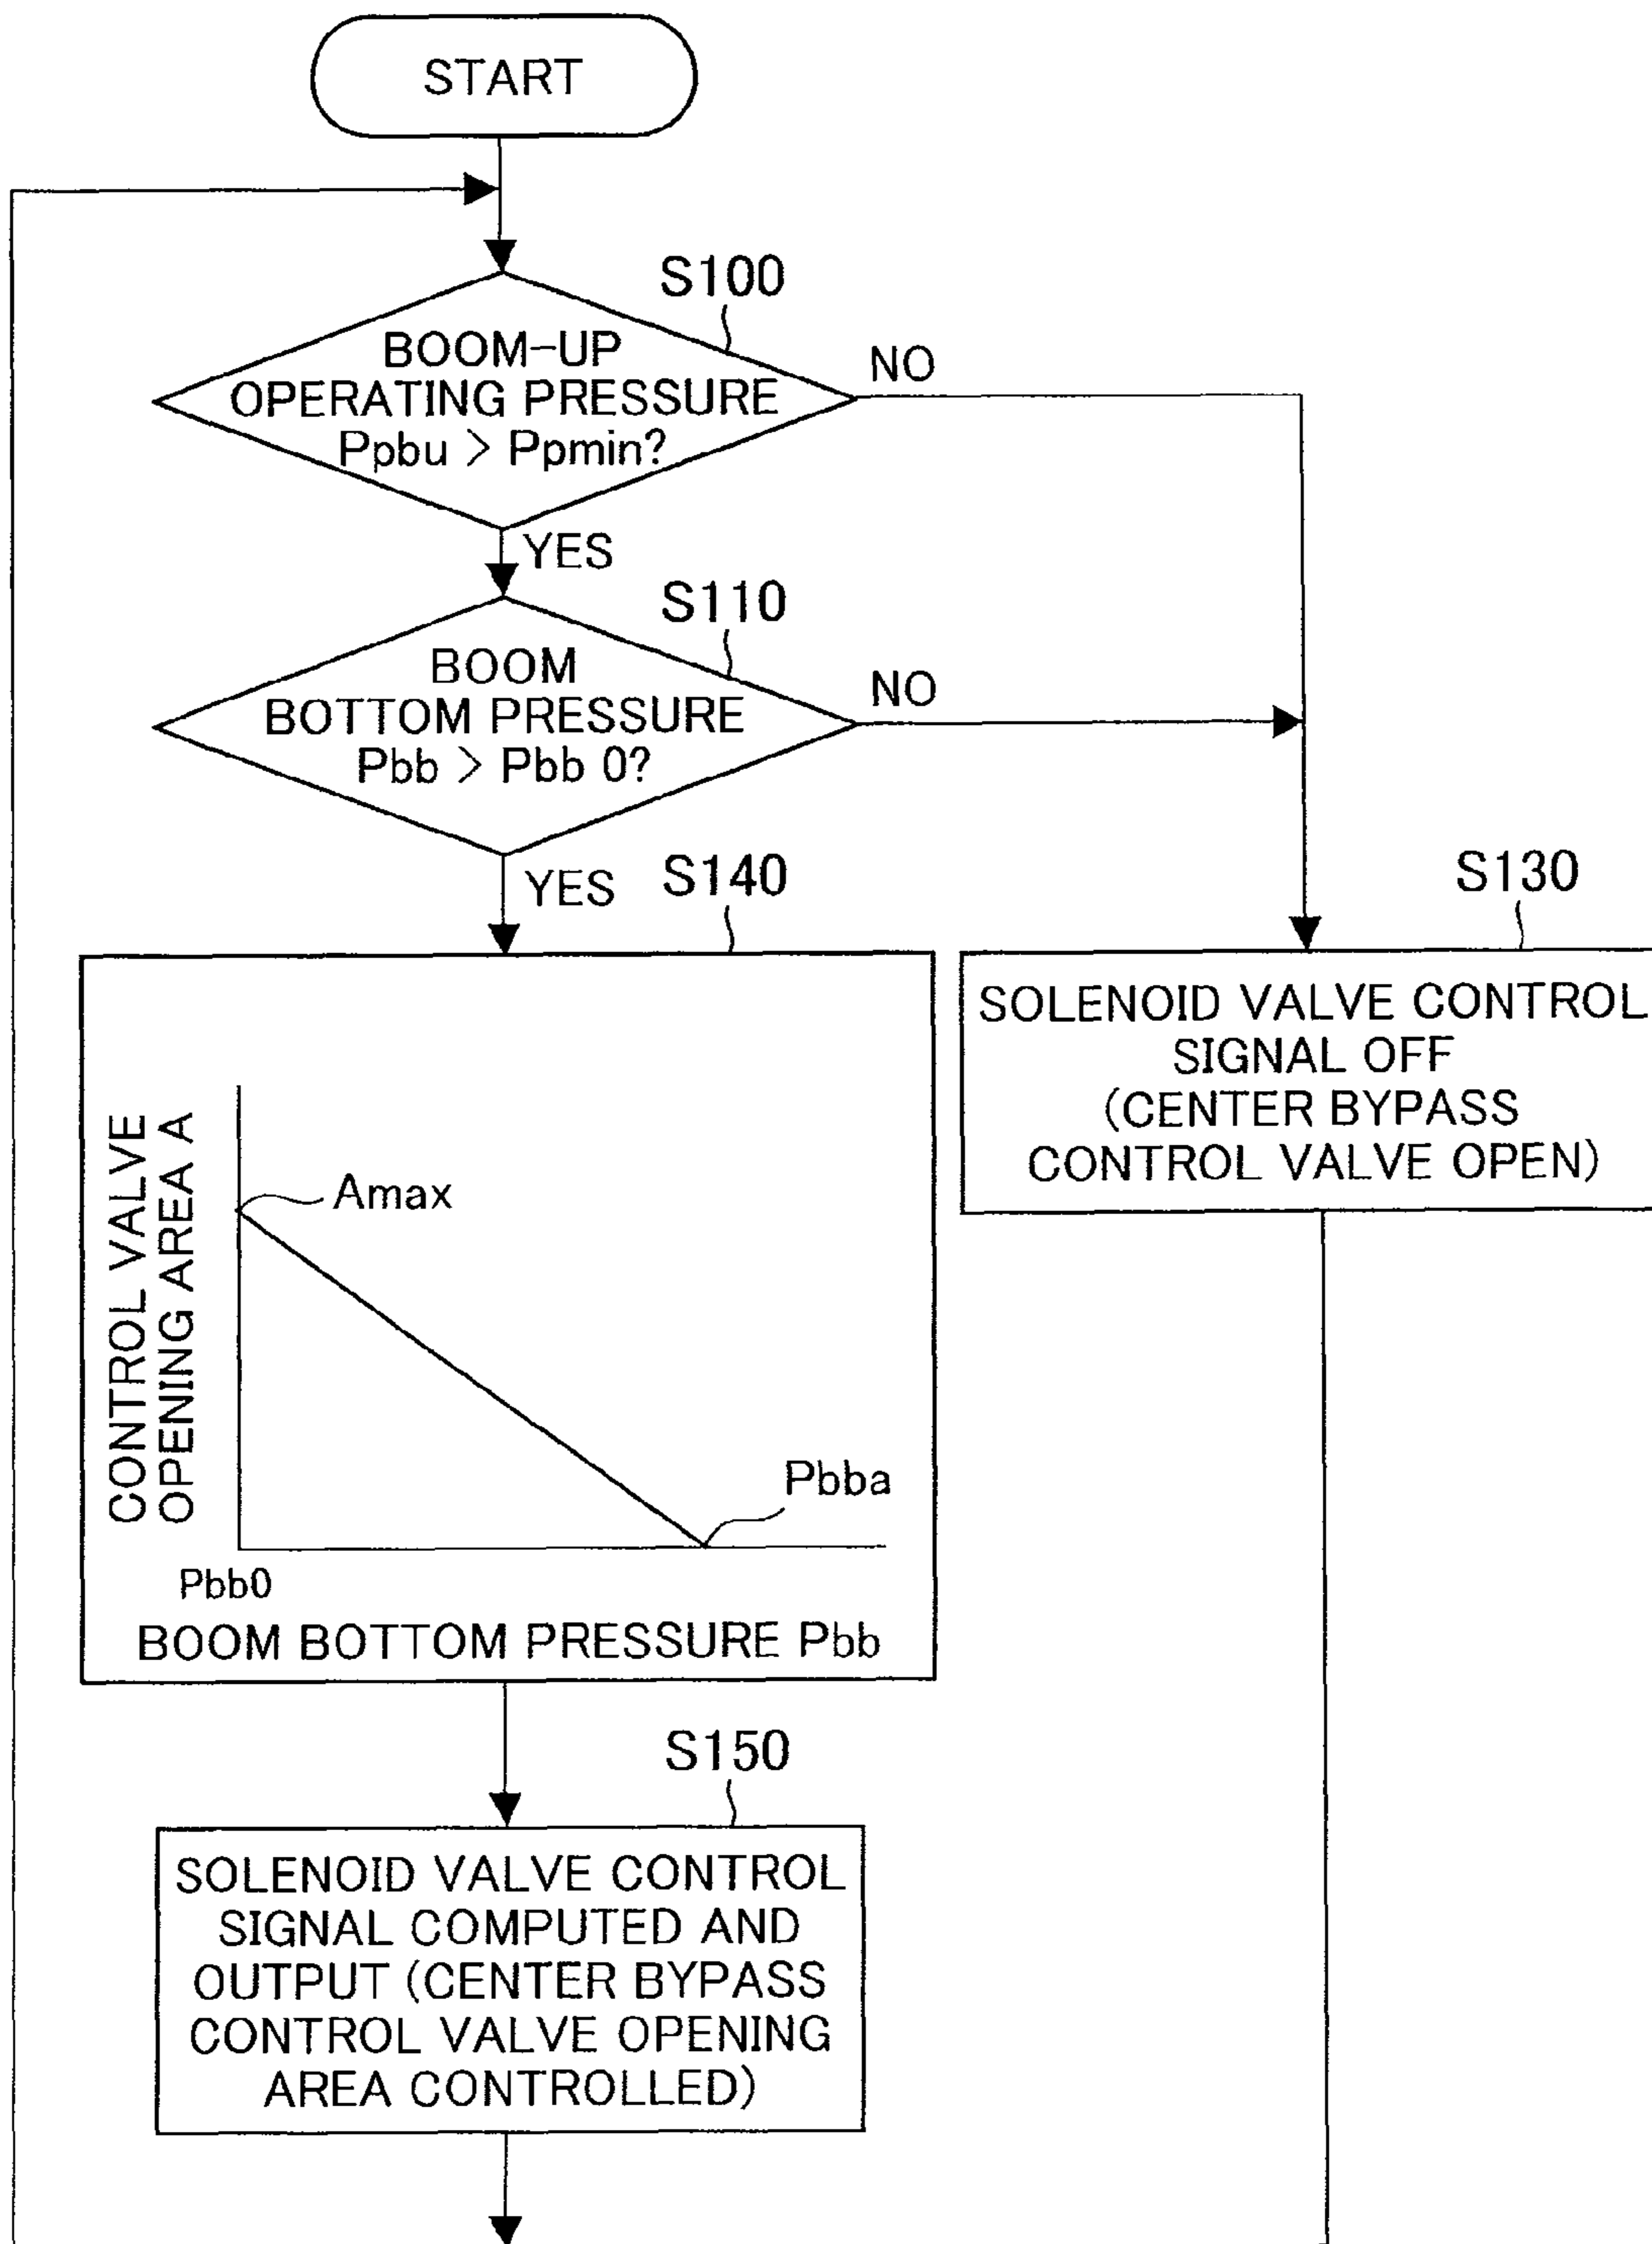 START
S100
BOOM-UP
OPERATING PRESSURE
Ppbu > Ppmin?
NO
YES
S110
BOOM
BOTTOM PRESSURE
Pbb > Pbb 0?
NO
YES
S140
S130
SOLENOID VALVE CONTROL
SIGNAL OFF
(CENTER BYPASS
CONTROL VALVE OPEN)
CONTROL VALVE
OPENING AREA A
Amax
Pbba
Pbb0
BOOM BOTTOM PRESSURE Pbb
S150
SOLENOID VALVE CONTROL
SIGNAL COMPUTED AND
OUTPUT (CENTER BYPASS
CONTROL VALVE OPENING
AREA CONTROLLED)